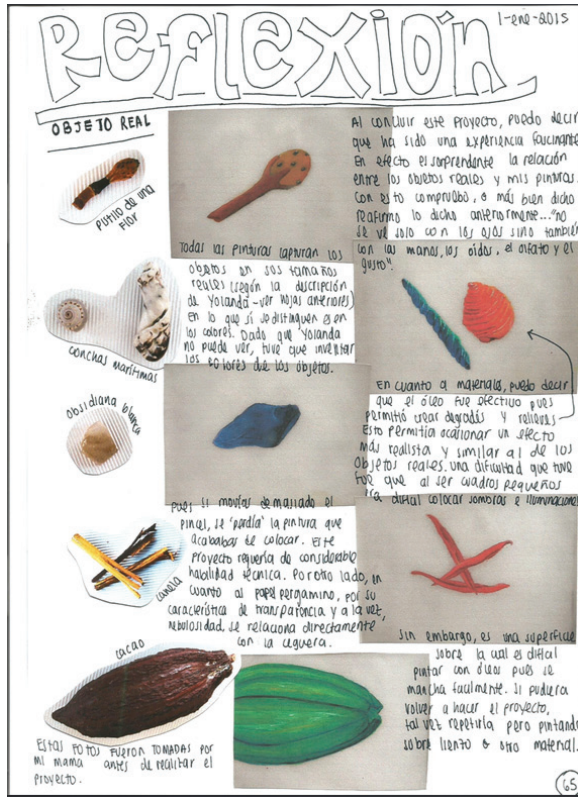 1-ene-2015
REFLEXIÓN
OBJETO REAL
Al concluir este proyecto, puedo decir
que ha sido una experiencia fascinante.
En efecto es sorprendente la relación
entre los objetos reales y mis pinturas.
Con esto compruebo, o más bien dicho
reafirmo lo dicho anteriormente... "no
se ve solo con los ojos sino también
con las manos, los oídos, el olfato y el
gusto".
putilo de una
flor
Todas las pinturas capturan los
objetos en sus tamaños
reales (según la descripción
de Yolanda - ver hojas anteriores)
En lo que sí se distinguen es en
los colores. Dado que Yolanda
no puede ver, tuve que inventar
los colores de los objetos.
conchas marítimas
En cuanto a materiales, puedo decir
que el óleo fue efectivo pues
permitió crear degradés y relieves
Esto permitía ocasionar un efecto
más realista y similar al de los
objetos reales. Una dificultad que tuve
fue que al ser cuadros pequeños
era difícil colocar sombras e iluminaciones
obsidiana blanca
pues si movías demasiado el
pincel, se "perdía" la pintura que
acababas de colocar. Este
proyecto requería de considerable
habilidad técnica. Por otro lado, en
cuanto al papel pergamino, por su
característica de transparencia y a la vez,
nebulosidad, se relaciona directamente
con la ceguera.
canela
Sin embargo, es una superficie
sobre la cual es difícil
pintar con óleos pues se
mancha facilmente. Si pudiera
volver a hacer el proyecto,
tal vez repetiría pero pintando
sobre liento o otro material.
cacao
Estas fotos fueron tomadas por
mi mama antes de realizar el
proyecto.
65